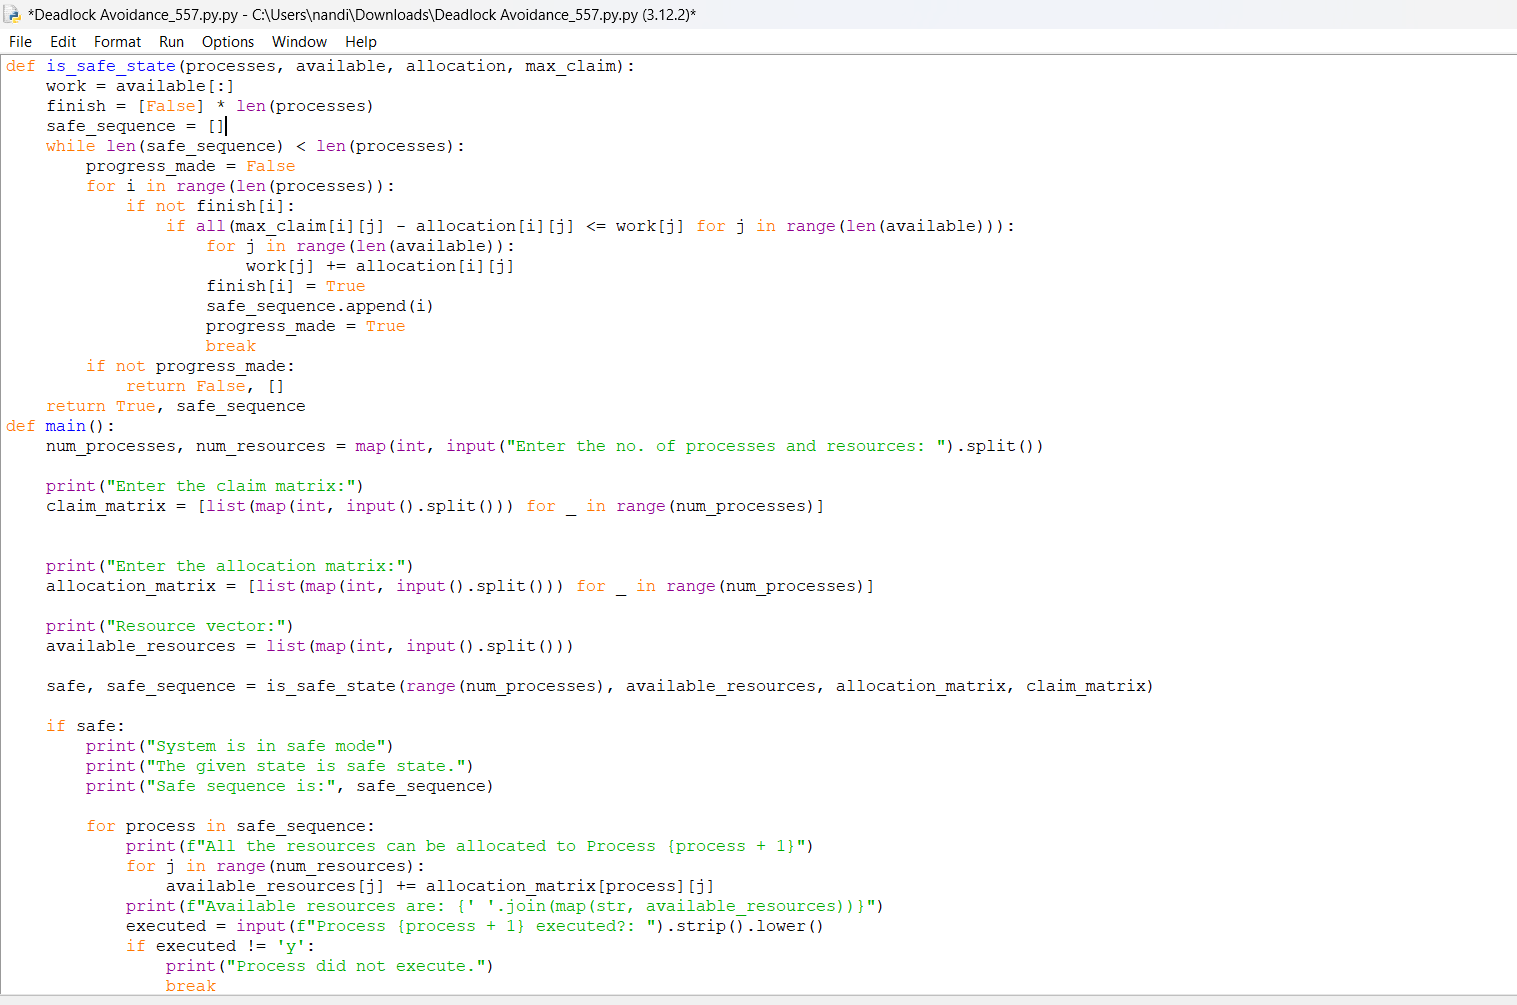 *Deadlock Avoidance_557.py.py - C:\Users\nandi\Downloads\Deadlock Avoidance_557.py.py (3.12.2)*
File Edit Format Run Options Window Help
def is_safe_state(processes, available, allocation, max_claim):
    work = available[:]
    finish = [False] * len(processes)
    safe_sequence = []
    while len(safe_sequence) < len(processes):
        progress_made = False
        for i in range(len(processes)):
            if not finish[i]:
                if all(max_claim[i][j] - allocation[i][j] <= work[j] for j in range(len(available))):
                    for j in range(len(available)):
                        work[j] += allocation[i][j]
                    finish[i] = True
                    safe_sequence.append(i)
                    progress_made = True
                    break
        if not progress_made:
            return False, []
    return True, safe_sequence
def main():
    num_processes, num_resources = map(int, input("Enter the no. of processes and resources: ").split())
    print("Enter the claim matrix:")
    claim_matrix = [list(map(int, input().split())) for _ in range(num_processes)]
    print("Enter the allocation matrix:")
    allocation_matrix = [list(map(int, input().split())) for _ in range(num_processes)]
    print("Resource vector:")
    available_resources = list(map(int, input().split()))
    safe, safe_sequence = is_safe_state(range(num_processes), available_resources, allocation_matrix, claim_matrix)
    if safe:
        print("System is in safe mode")
        print("The given state is safe state.")
        print("Safe sequence is:", safe_sequence)
        for process in safe_sequence:
            print(f"All the resources can be allocated to Process {process + 1}")
            for j in range(num_resources):
                available_resources[j] += allocation_matrix[process][j]
            print(f"Available resources are: {' '.join(map(str, available_resources))}")
            executed = input(f"Process {process + 1} executed?: ").strip().lower()
            if executed != 'y':
                print("Process did not execute.")
                break